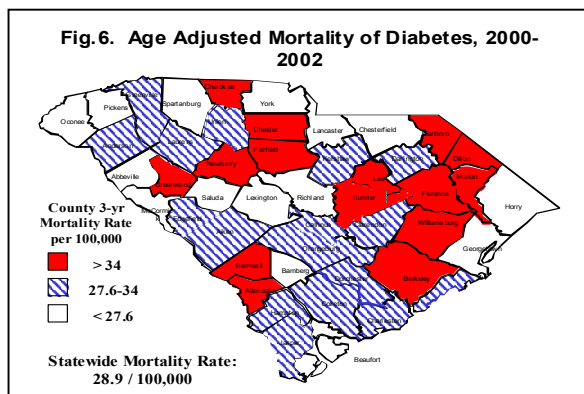 Fig.6. Age Adjusted Mortality of Diabetes, 2000-
2002
Cherokee
Greenville
Spartanburg
York
Pickens
Oconee
Union
Chester
Lancaster
Chesterfield
Marlboro
Anderson
Laurens
Fairfield
Kershaw
Darlington
Dillon
Newberry
Lee
Marion
Abbeville
Greenwood
Florence
Horry
Saluda
Lexington
Richland
Sumter
McCormick
Edgefield
Calhoun
Clarendon
Williamsburg
Aiken
Georgetown
Orangeburg
Barnwell
Bamberg
Dorchester
Berkeley
Allendale
Colleton
Hampton
Charleston
Jasper
Beaufort
County 3-yr
Mortality Rate
per 100,000
> 34
27.6-34
< 27.6
Statewide Mortality Rate:
28.9 / 100,000